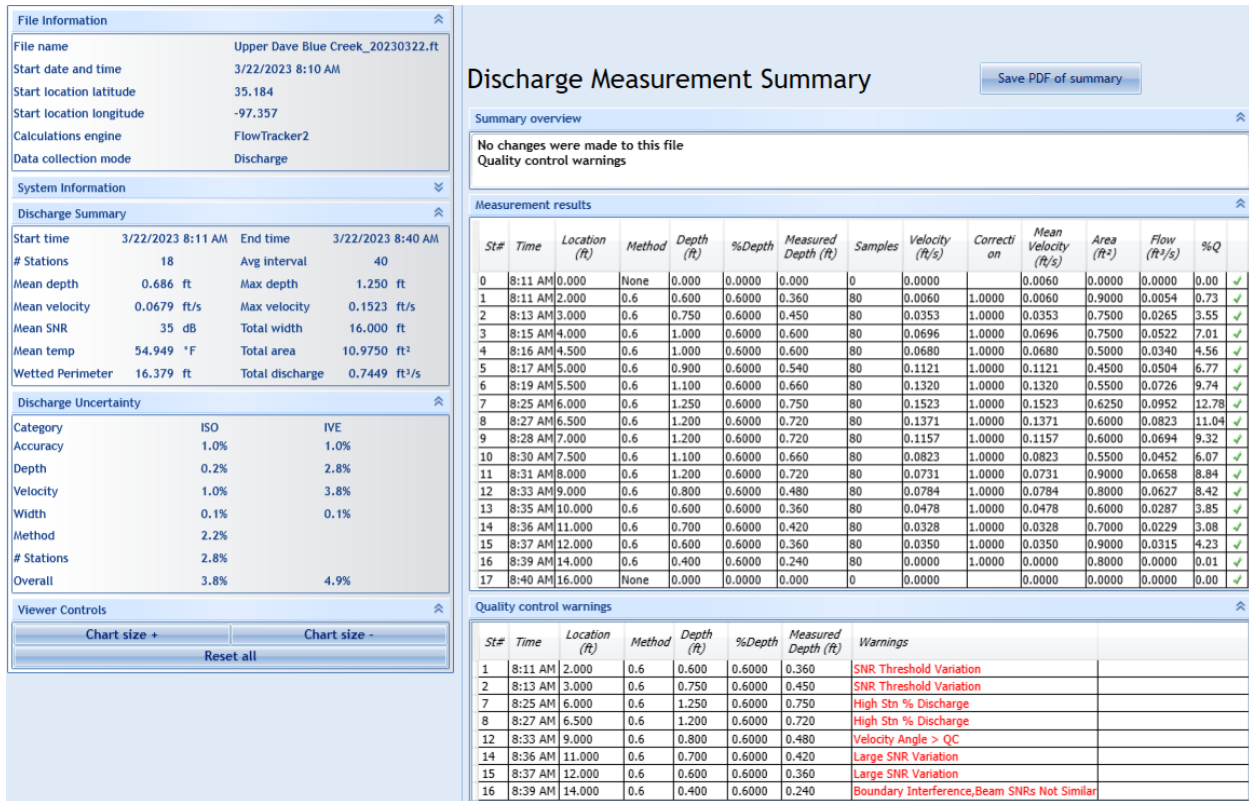 File Information
File name Upper Dave Blue Creek_20230322.ft
Start date and time 3/22/2023 8:10 AM
Start location latitude 35.184
Start location longitude -97.357
Calculations engine FlowTracker2
Data collection mode Discharge
System Information
Discharge Summary
Start time 3/22/2023 8:11 AM End time 3/22/2023 8:40 AM
# Stations 18 Avg interval 40
Mean depth 0.686 ft Max depth 1.250 ft
Mean velocity 0.0679 ft/s Max velocity 0.1523 ft/s
Mean SNR 35 dB Total width 16.000 ft
Mean temp 54.949 °F Total area 10.9750 ft²
Wetted Perimeter 16.379 ft Total discharge 0.7449 ft³/s
Discharge Uncertainty
Category ISO IVE
Accuracy 1.0% 1.0%
Depth 0.2% 2.8%
Velocity 1.0% 3.8%
Width 0.1% 0.1%
Method 2.2%
# Stations 2.8%
Overall 3.8% 4.9%
Viewer Controls
Chart size + Chart size -
Reset all
Discharge Measurement Summary
Save PDF of summary
Summary overview
No changes were made to this file
Quality control warnings
Measurement results
St# Time Location (ft) Method Depth (ft) %Depth Measured Depth (ft) Samples Velocity (ft/s) Correcti on Mean Velocity (ft/s) Area (ft²) Flow (ft³/s) %Q
0 8:11 AM 0.000 None 0.000 0.000 0.000 0 0.0000 0.0060 0.0000 0.0000 0.00
1 8:11 AM 2.000 0.6 0.600 0.6000 0.360 80 0.0060 1.0000 0.0060 0.9000 0.0054 0.73
2 8:13 AM 3.000 0.6 0.750 0.6000 0.450 80 0.0353 1.0000 0.0353 0.7500 0.0265 3.55
3 8:15 AM 4.000 0.6 1.000 0.6000 0.600 80 0.0696 1.0000 0.0696 0.7500 0.0522 7.01
4 8:16 AM 4.500 0.6 1.000 0.6000 0.600 80 0.0680 1.0000 0.0680 0.5000 0.0340 4.56
5 8:17 AM 5.000 0.6 0.900 0.6000 0.540 80 0.1121 1.0000 0.1121 0.4500 0.0504 6.77
6 8:19 AM 5.500 0.6 1.100 0.6000 0.660 80 0.1320 1.0000 0.1320 0.5500 0.0726 9.74
7 8:25 AM 6.000 0.6 1.250 0.6000 0.750 80 0.1523 1.0000 0.1523 0.6250 0.0952 12.78
8 8:27 AM 6.500 0.6 1.200 0.6000 0.720 80 0.1371 1.0000 0.1371 0.6000 0.0823 11.04
9 8:28 AM 7.000 0.6 1.200 0.6000 0.720 80 0.1157 1.0000 0.1157 0.6000 0.0694 9.32
10 8:30 AM 7.500 0.6 1.100 0.6000 0.660 80 0.0823 1.0000 0.0823 0.5500 0.0452 6.07
11 8:31 AM 8.000 0.6 1.200 0.6000 0.720 80 0.0731 1.0000 0.0731 0.9000 0.0658 8.84
12 8:33 AM 9.000 0.6 0.800 0.6000 0.480 80 0.0784 1.0000 0.0784 0.8000 0.0627 8.42
13 8:35 AM 10.000 0.6 0.600 0.6000 0.360 80 0.0478 1.0000 0.0478 0.6000 0.0287 3.85
14 8:36 AM 11.000 0.6 0.700 0.6000 0.420 80 0.0328 1.0000 0.0328 0.7000 0.0229 3.08
15 8:37 AM 12.000 0.6 0.600 0.6000 0.360 80 0.0350 1.0000 0.0350 0.9000 0.0315 4.23
16 8:39 AM 14.000 0.6 0.400 0.6000 0.240 80 0.0000 1.0000 0.0000 0.8000 0.0000 0.01
17 8:40 AM 16.000 None 0.000 0.0000 0.000 0 0.0000 0.0000 0.0000 0.0000 0.00
Quality control warnings
St# Time Location (ft) Method Depth (ft) %Depth Measured Depth (ft) Warnings
1 8:11 AM 2.000 0.6 0.600 0.6000 0.360 SNR Threshold Variation
2 8:13 AM 3.000 0.6 0.750 0.6000 0.450 SNR Threshold Variation
7 8:25 AM 6.000 0.6 1.250 0.6000 0.750 High Stn % Discharge
8 8:27 AM 6.500 0.6 1.200 0.6000 0.720 High Stn % Discharge
12 8:33 AM 9.000 0.6 0.800 0.6000 0.480 Velocity Angle > QC
14 8:36 AM 11.000 0.6 0.700 0.6000 0.420 Large SNR Variation
15 8:37 AM 12.000 0.6 0.600 0.6000 0.360 Large SNR Variation
16 8:39 AM 14.000 0.6 0.400 0.6000 0.240 Boundary Interference,Beam SNRs Not Similar